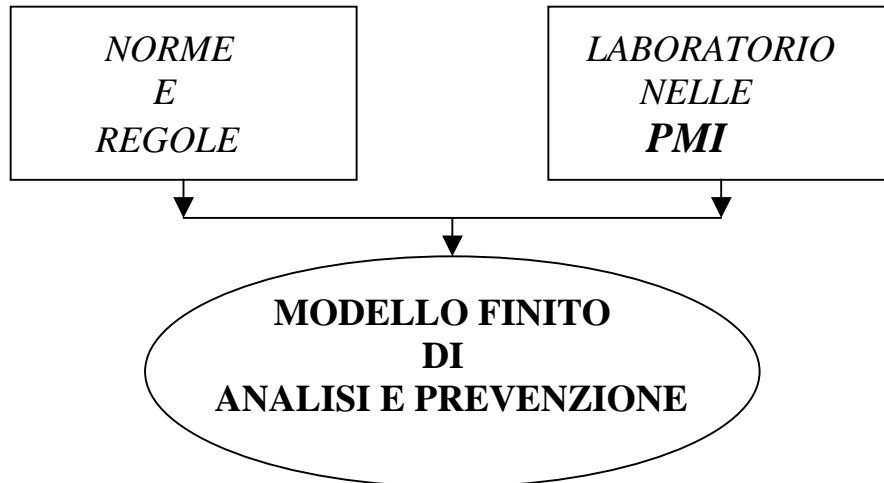 NORME
E
REGOLE
LABORATORIO
NELLE
PMI
MODELLO FINITO
DI
ANALISI E PREVENZIONE